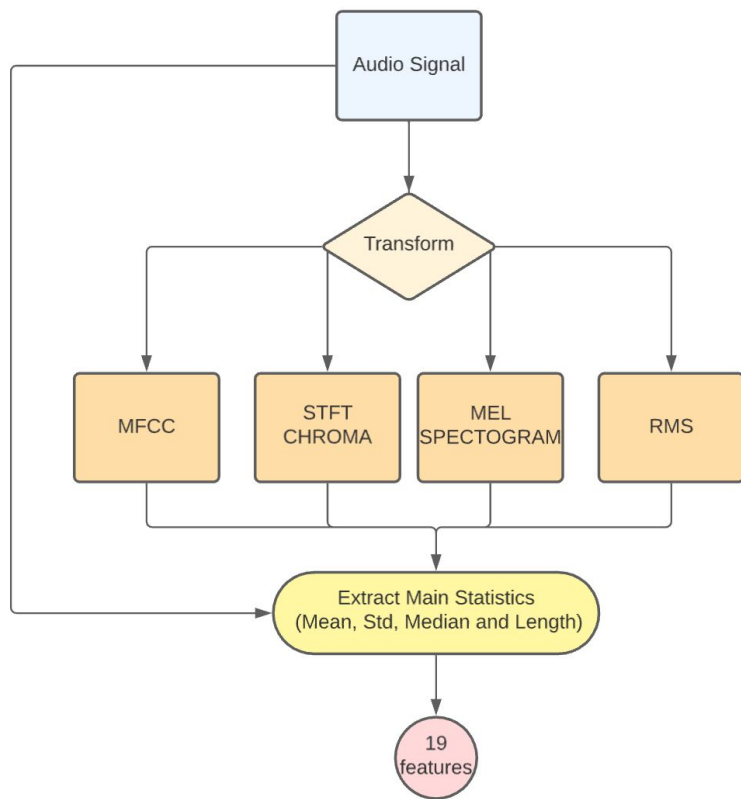 Audio Signal
Transform
MFCC
STFT
CHROMA
MEL
SPECTOGRAM
RMS
Extract Main Statistics
(Mean, Std, Median and Length)
19
features